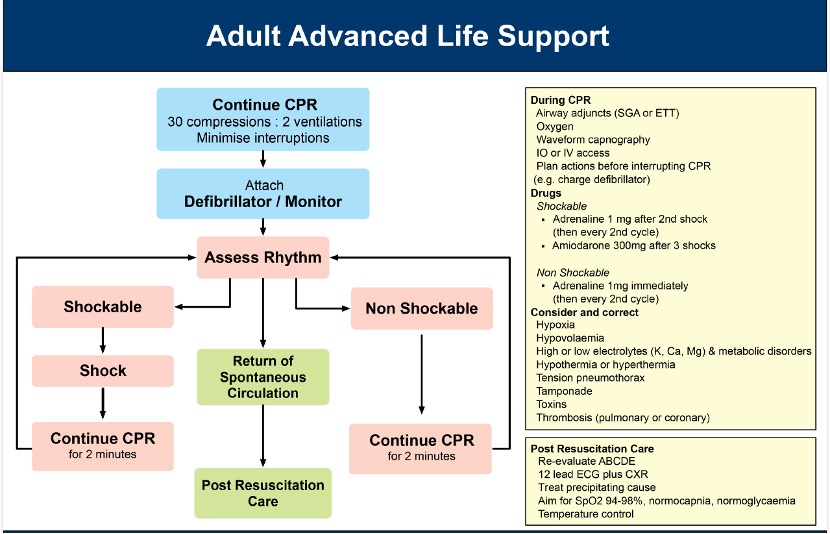 Adult Advanced Life Support
Continue CPR
30 compressions : 2 ventilations
Minimise interruptions
Attach
Defibrillator / Monitor
Assess Rhythm
Shockable
Non Shockable
Shock
Return of
Spontaneous
Circulation
Continue CPR
for 2 minutes
Continue CPR
for 2 minutes
Post Resuscitation
Care
During CPR
Airway adjuncts (SGA or ETT)
Oxygen
Waveform capnography
IO or IV access
Plan actions before interrupting CPR
(e.g. charge defibrillator)
Drugs
Shockable
• Adrenaline 1 mg after 2nd shock
(then every 2nd cycle)
• Amiodarone 300mg after 3 shocks
Non Shockable
• Adrenaline 1mg immediately
(then every 2nd cycle)
Consider and correct
Hypoxia
Hypovolaemia
High or low electrolytes (K, Ca, Mg) & metabolic disorders
Hypothermia or hyperthermia
Tension pneumothorax
Tamponade
Toxins
Thrombosis (pulmonary or coronary)
Post Resuscitation Care
Re-evaluate ABCDE
12 lead ECG plus CXR
Treat precipitating cause
Aim for SpO2 94-98%, normocapnia, normoglycaemia
Temperature control